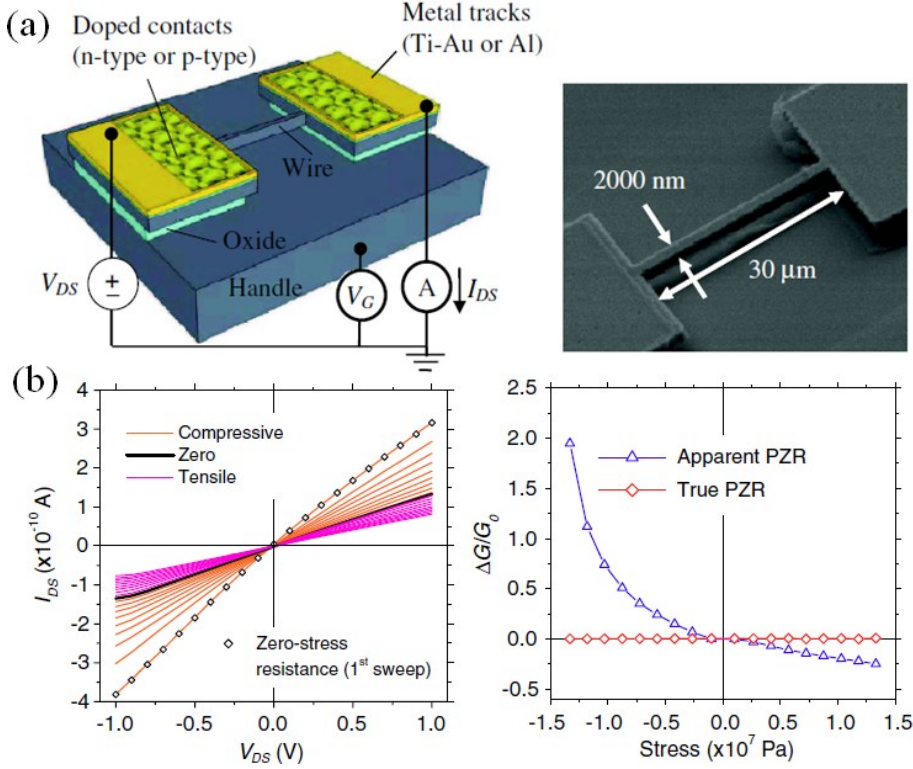 (a)
Doped contacts
(n-type or p-type)
Metal tracks
(Ti-Au or Al)
Wire
Oxide
Handle
V_DS
±
V_G
A
I_DS
2000 nm
30 μm
(b)
Compressive
Zero
Tensile
Zero-stress
resistance (1st sweep)
I_DS (x10^-10 A)
4
3
2
1
0
-1
-2
-3
-4
-1.0 -0.5 0.0 0.5 1.0
V_DS (V)
Apparent PZR
True PZR
ΔG/G_0
2.5
2.0
1.5
1.0
0.5
0.0
-0.5
-1.5 -1.0 -0.5 0.0 0.5 1.0 1.5
Stress (x10^7 Pa)